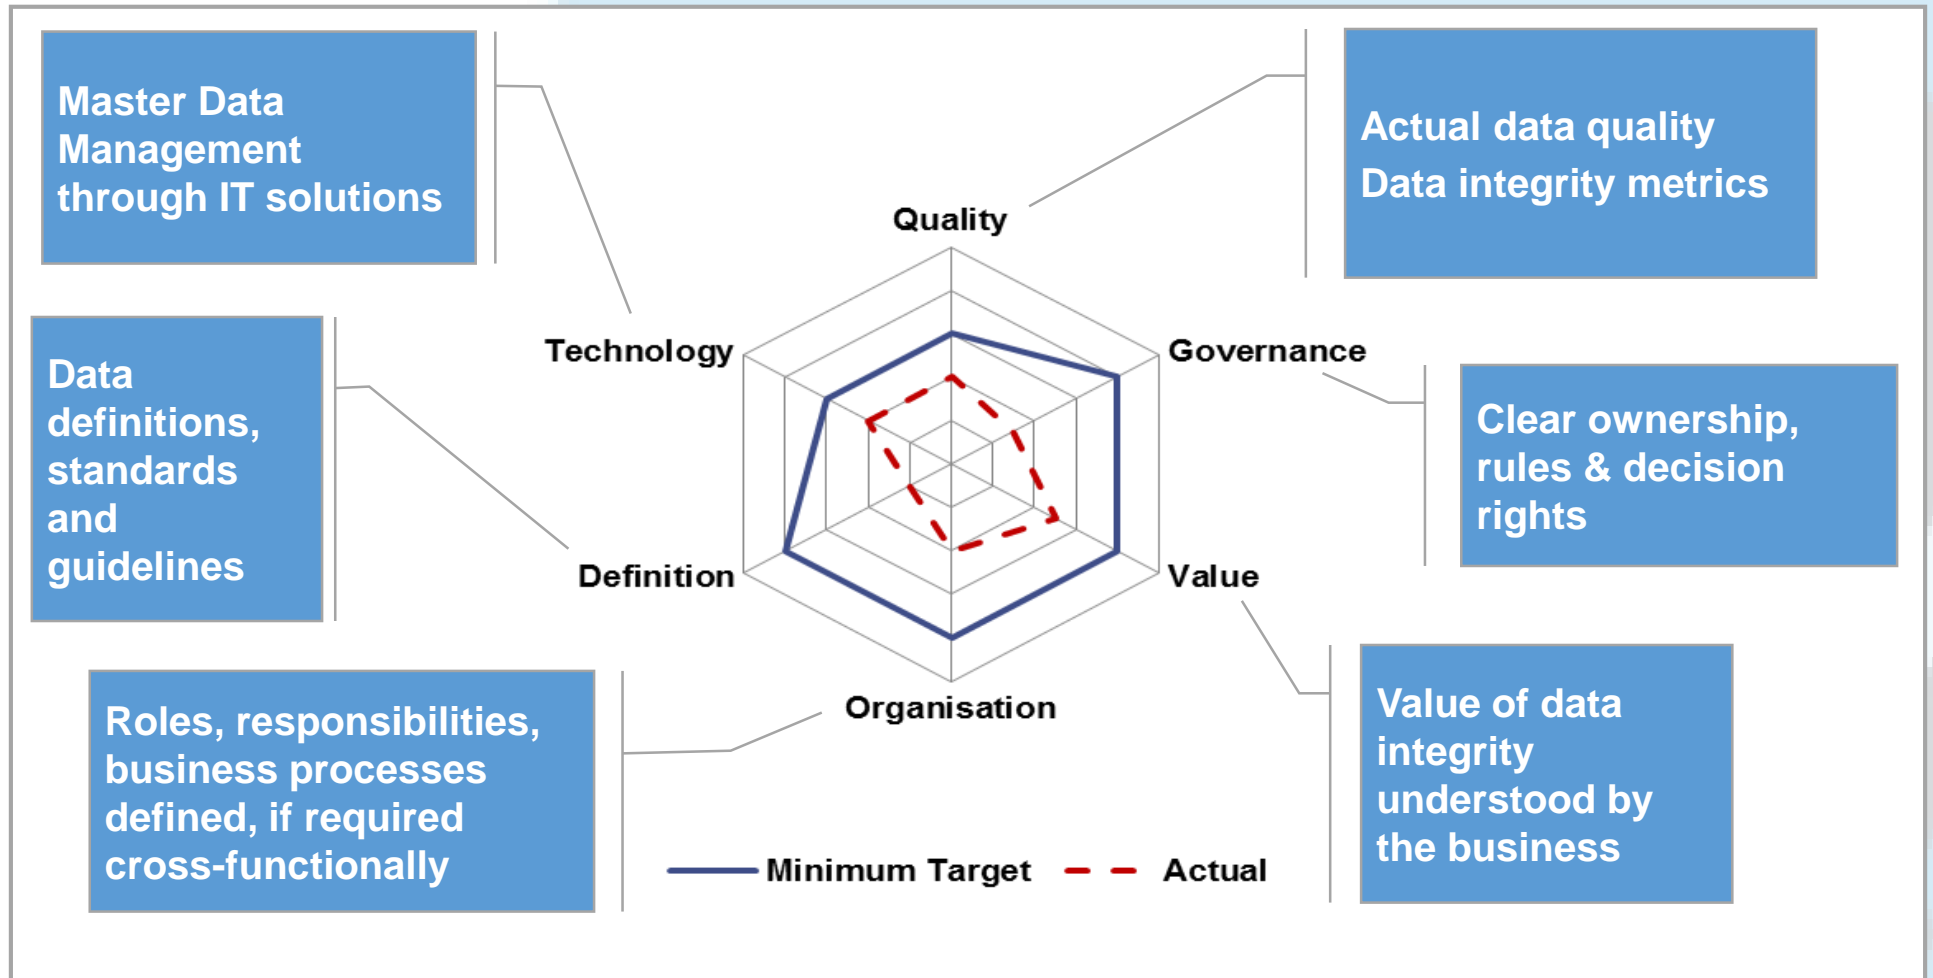 Master Data
Management
through IT solutions
Actual data quality
Data integrity metrics
Quality
Technology
Governance
Data
definitions,
standards
and
guidelines
Clear ownership,
rules & decision
rights
Definition
Value
Organisation
Roles, responsibilities,
business processes
defined, if required
cross-functionally
Value of data
integrity
understood by
the business
Minimum Target
Actual